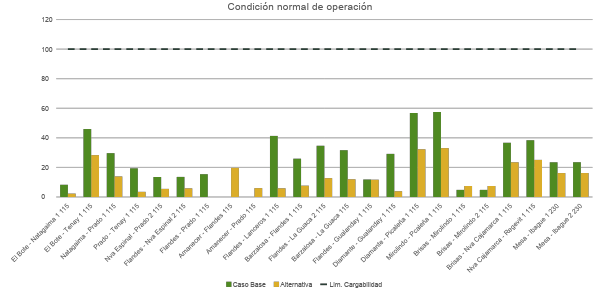 Condición normal de operación
120
100
80
60
40
20
0
El Bote - Natagaima 1 115
El Bote - Tenay 1 115
Natagaima - Prado 1 115
Prado - Tenay 1 115
Nva Espinal - Prado 2 115
Flandes - Nva Espinal 2 115
Flandes - Prado 1 115
Amanecer - Flandes 115
Amanecer - Prado 115
Flandes - Lanceros 1 115
Barzalosa - Flandes 1 115
Flandes - La Guaca 2 115
Barzalosa - La Guaca 115
Flandes - Gualanday 1 115
Diamante - Gualanday 1 115
Diamante - Picaleña 1 115
Mirolindo - Picaleña 1 115
Brisas - Mirolindo 1 115
Brisas - Mirolindo 2 115
Brisas - Nva Cajamarca 1 115
Nva Cajamarca - Regivit 1 115
Mesa - Ibague 1 230
Mesa - Ibague 2 230
Caso Base Alternativa Lim. Cargabilidad